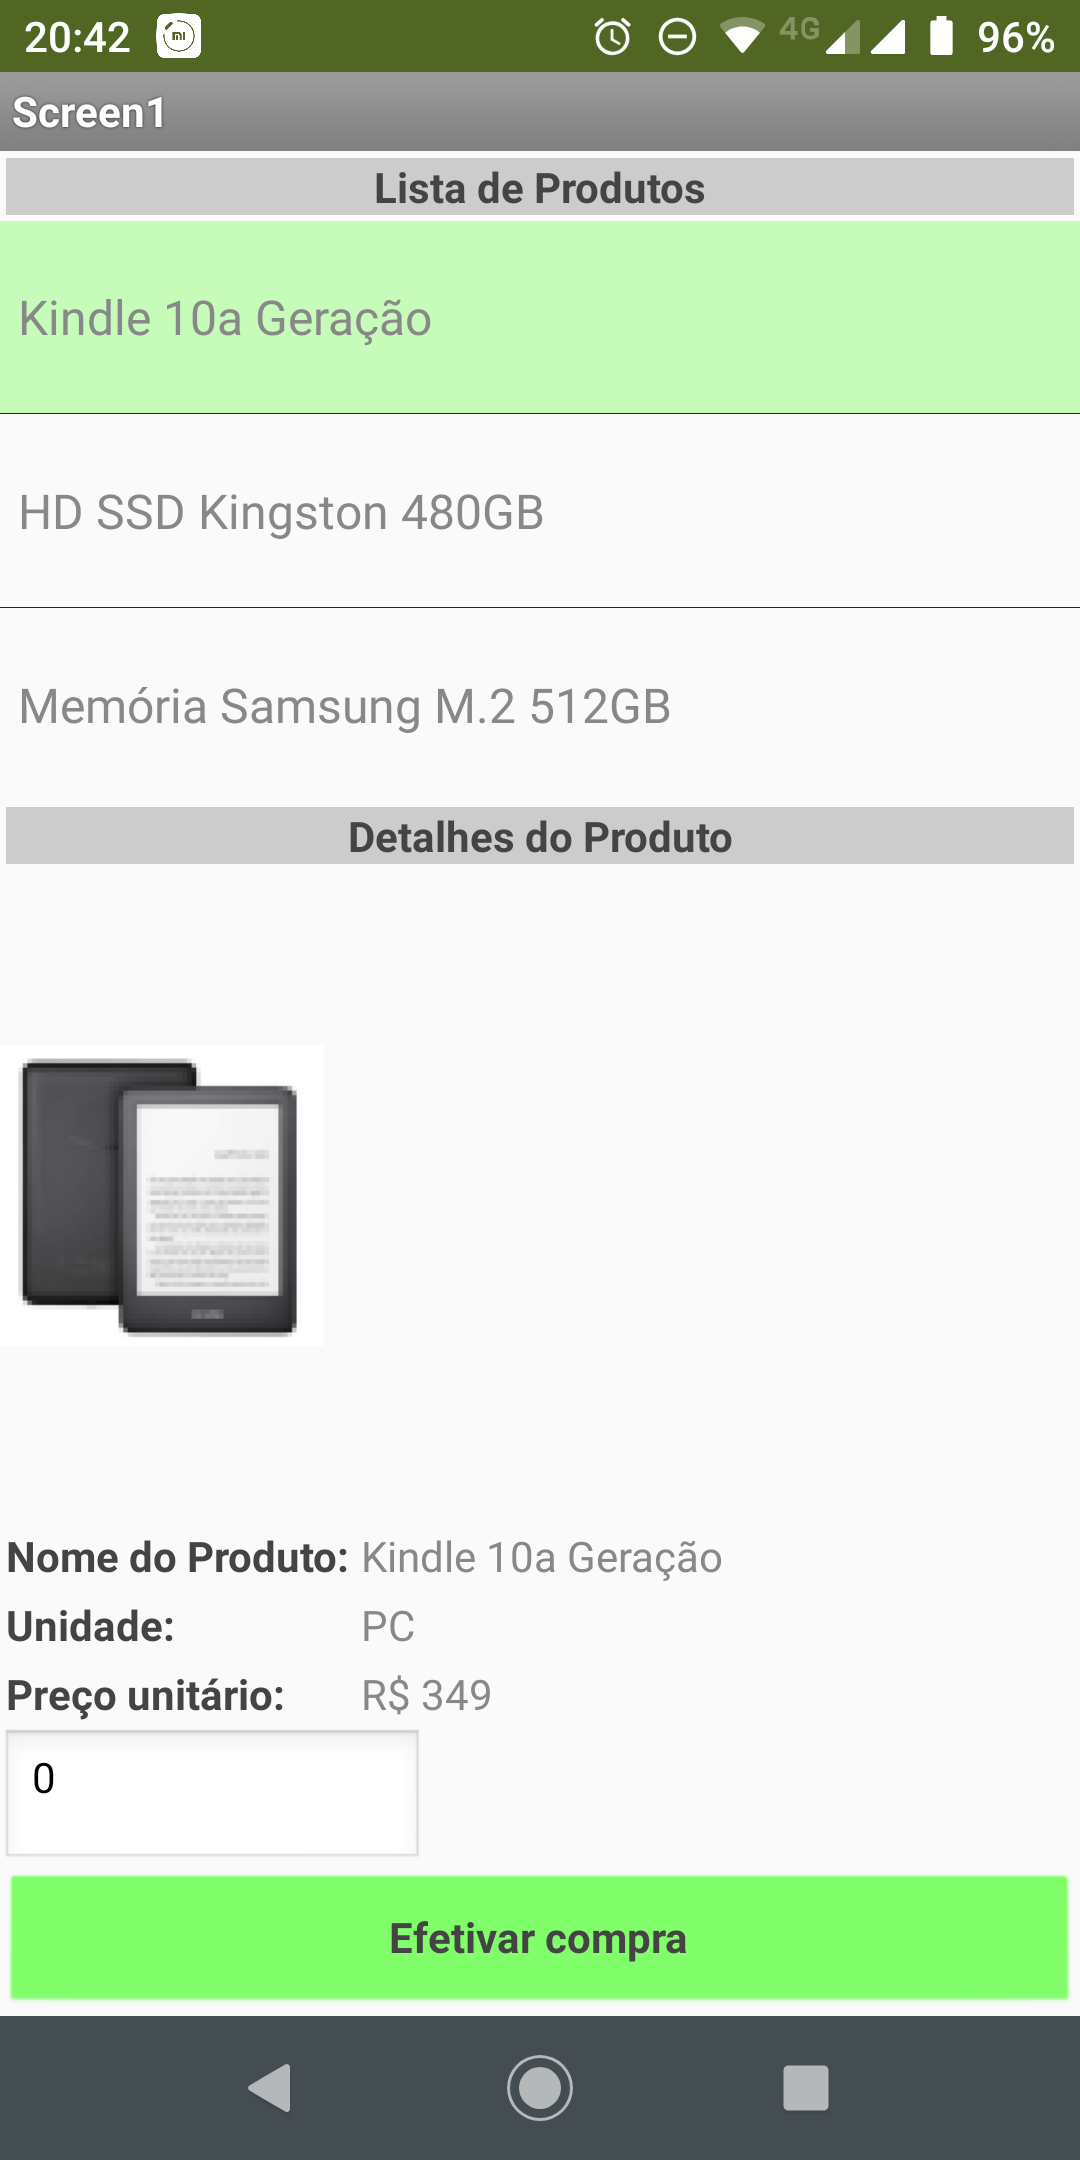 20:42 mi 4G 96%
Screen1
Lista de Produtos
Kindle 10a Geração
HD SSD Kingston 480GB
Memória Samsung M.2 512GB
Detalhes do Produto
Nome do Produto: Kindle 10a Geração
Unidade: PC
Preço unitário: R$ 349
0
Efetivar compra